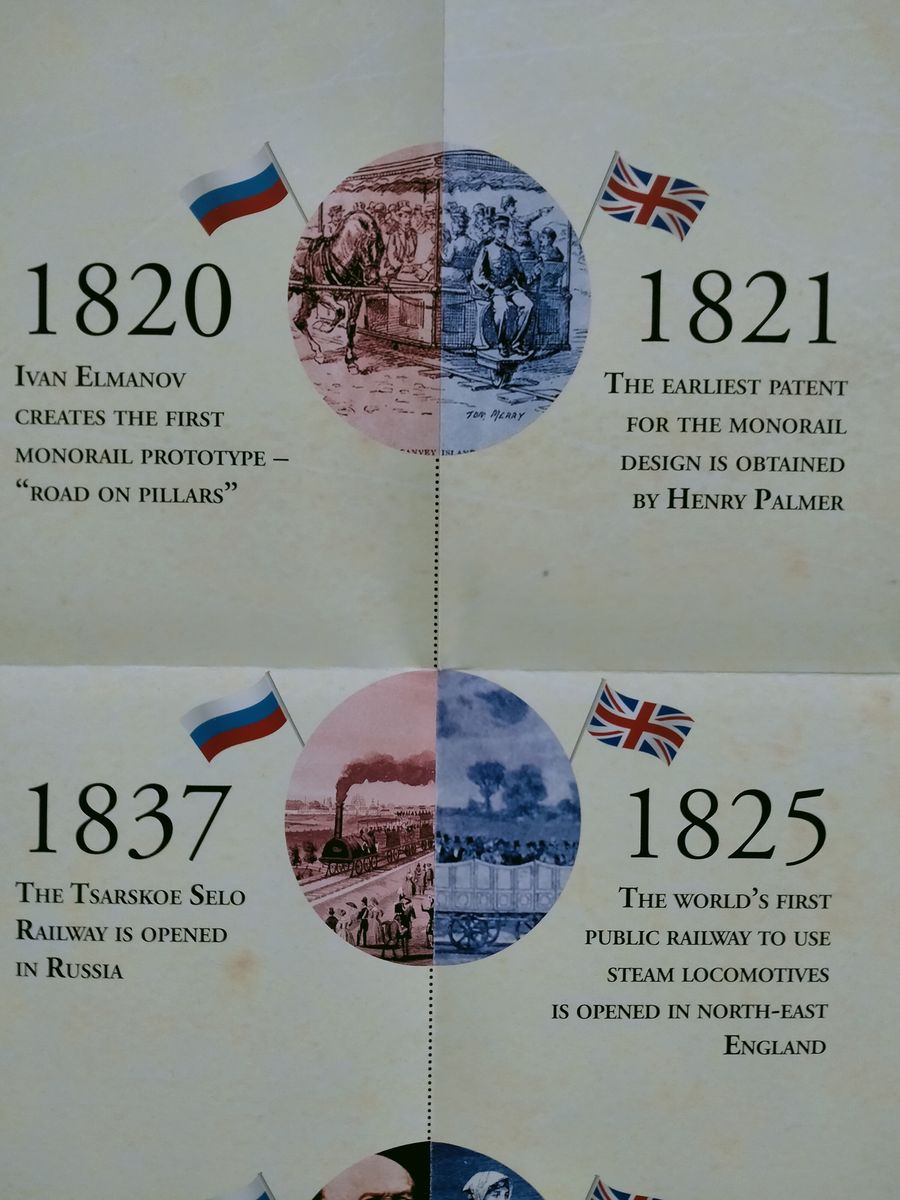 1820
Ivan Elmanov
creates the first
monorail prototype –
“road on pillars”
1821
The earliest patent
for the monorail
design is obtained
by Henry Palmer
TOM MERRY
CANVEY ISLAND
1837
The Tsarskoe Selo
Railway is opened
in Russia
1825
The world’s first
public railway to use
steam locomotives
is opened in north-east
England